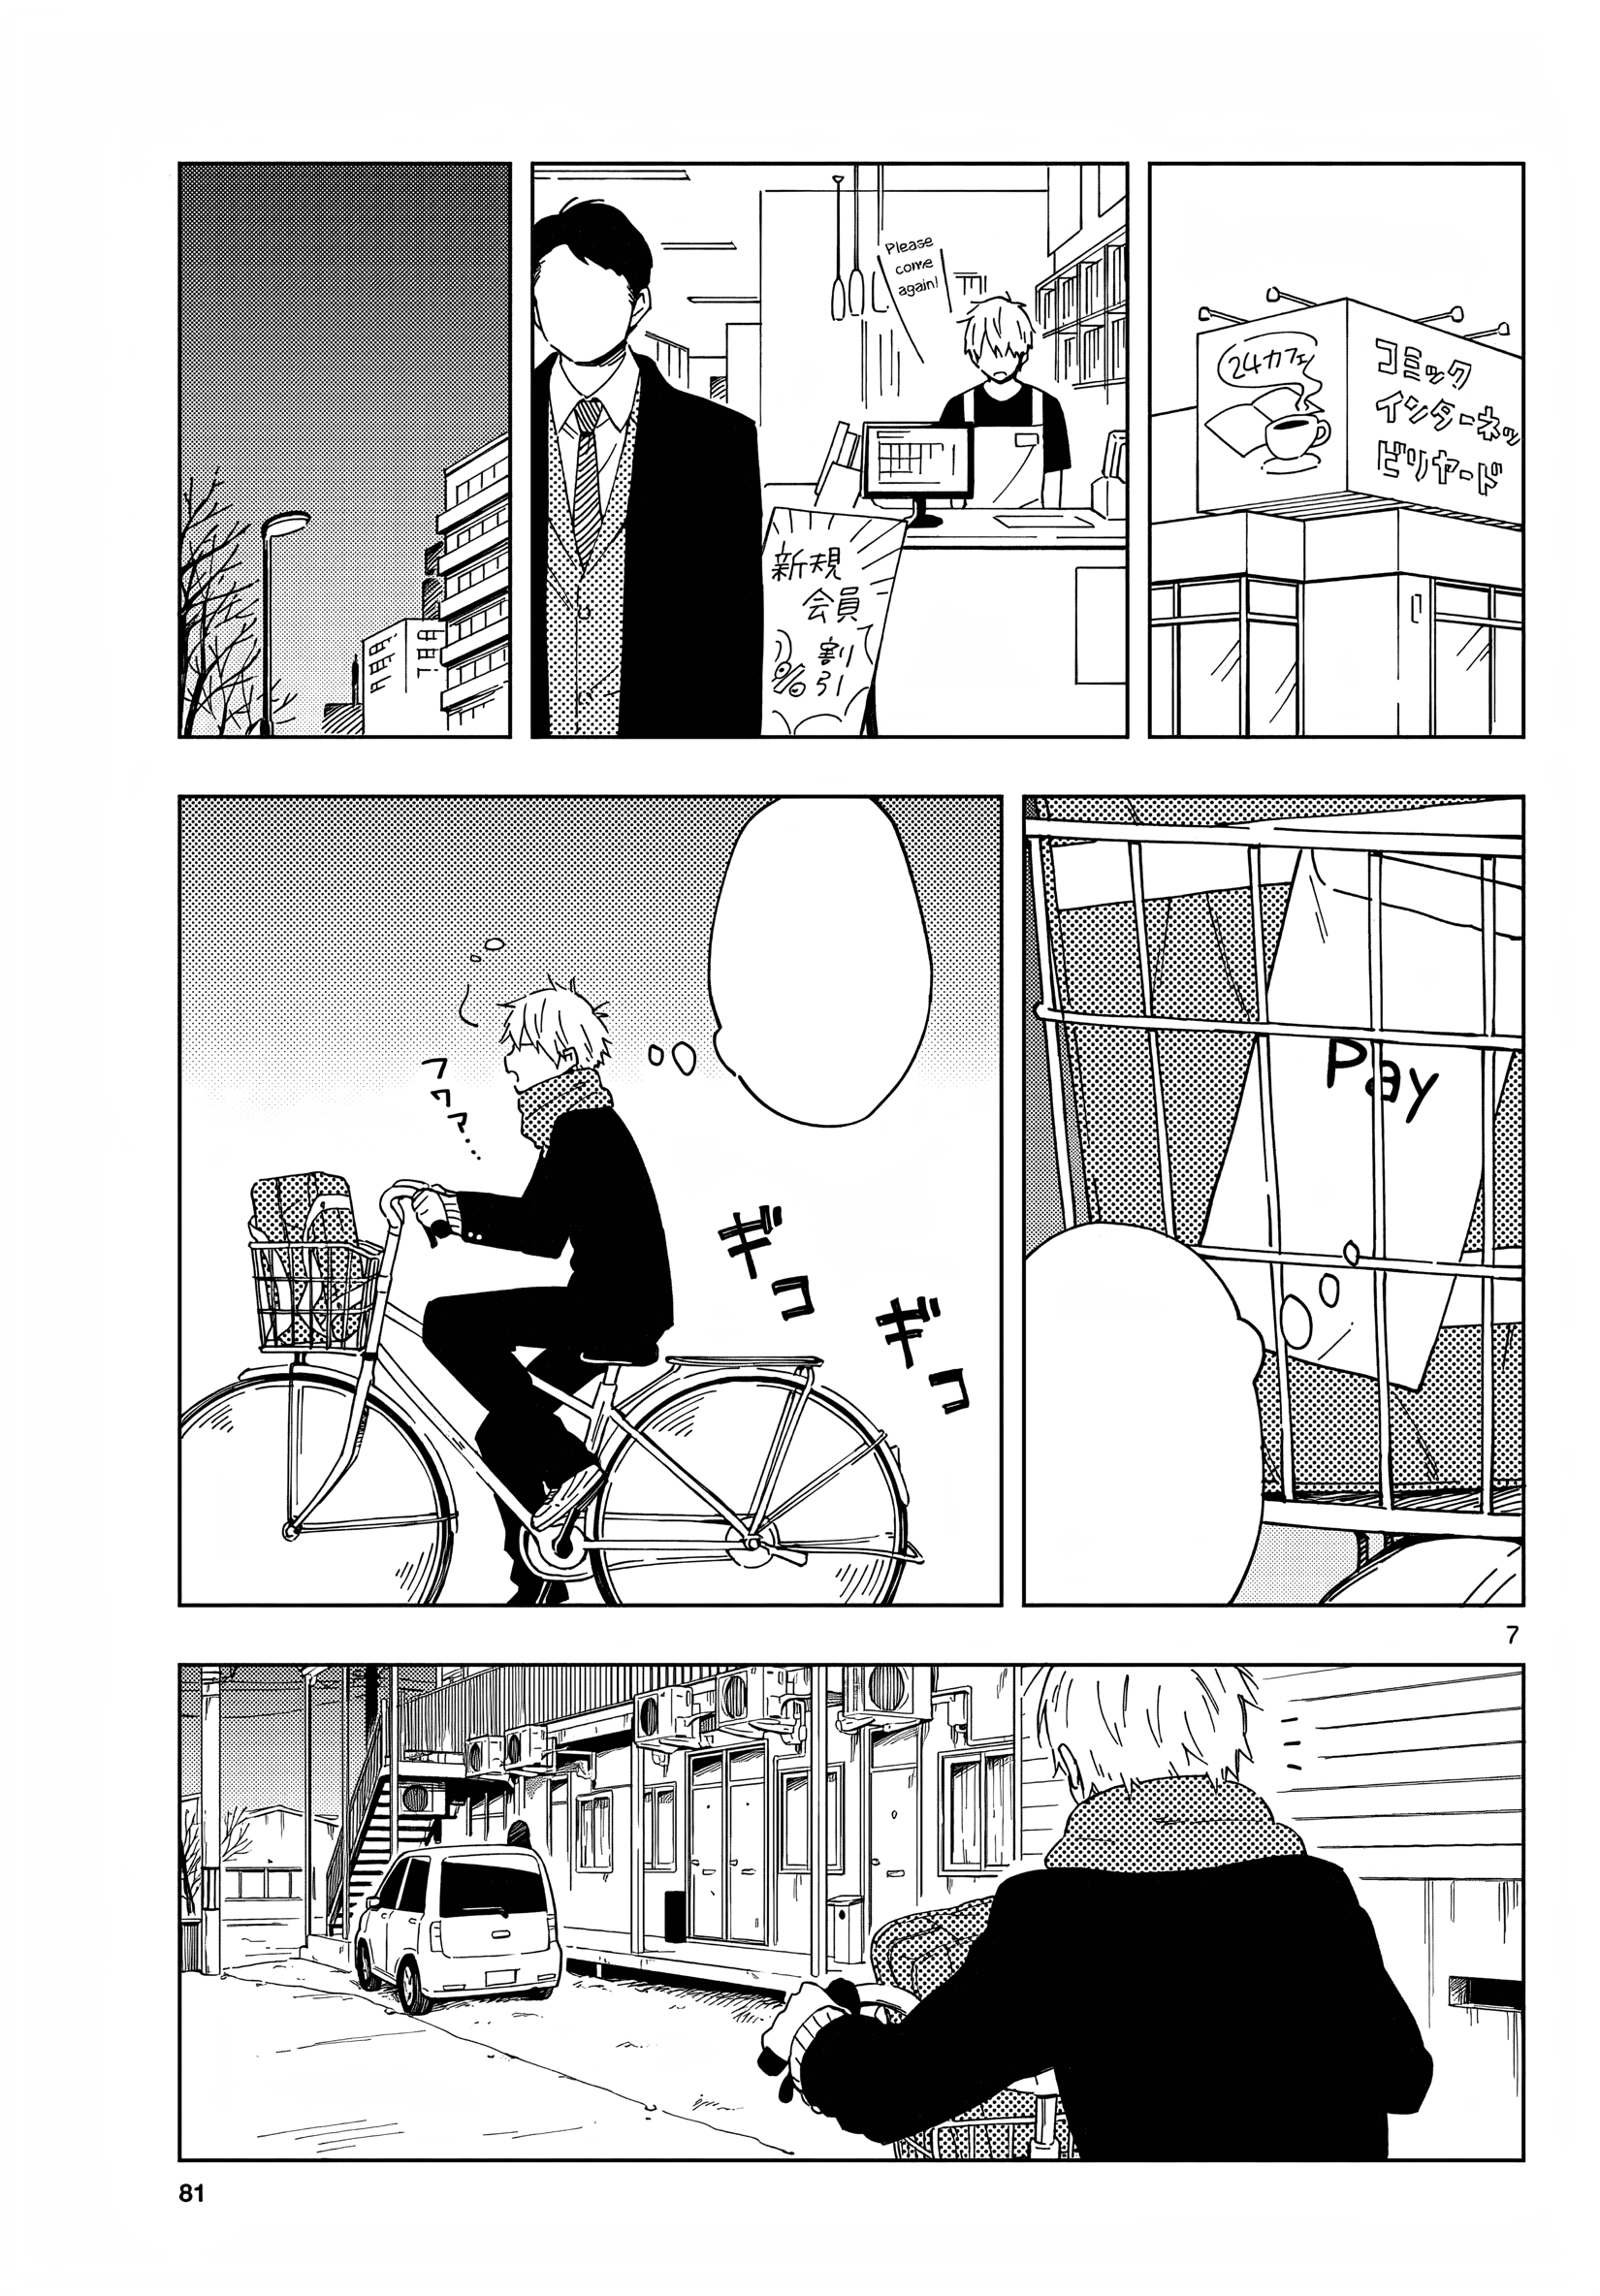 24カフェ
コミック
インターネッ
ビリヤード
Please
come
again!
新規
会員
割引
%
Pay
フワァ…
ギコ
ギコ
7
81